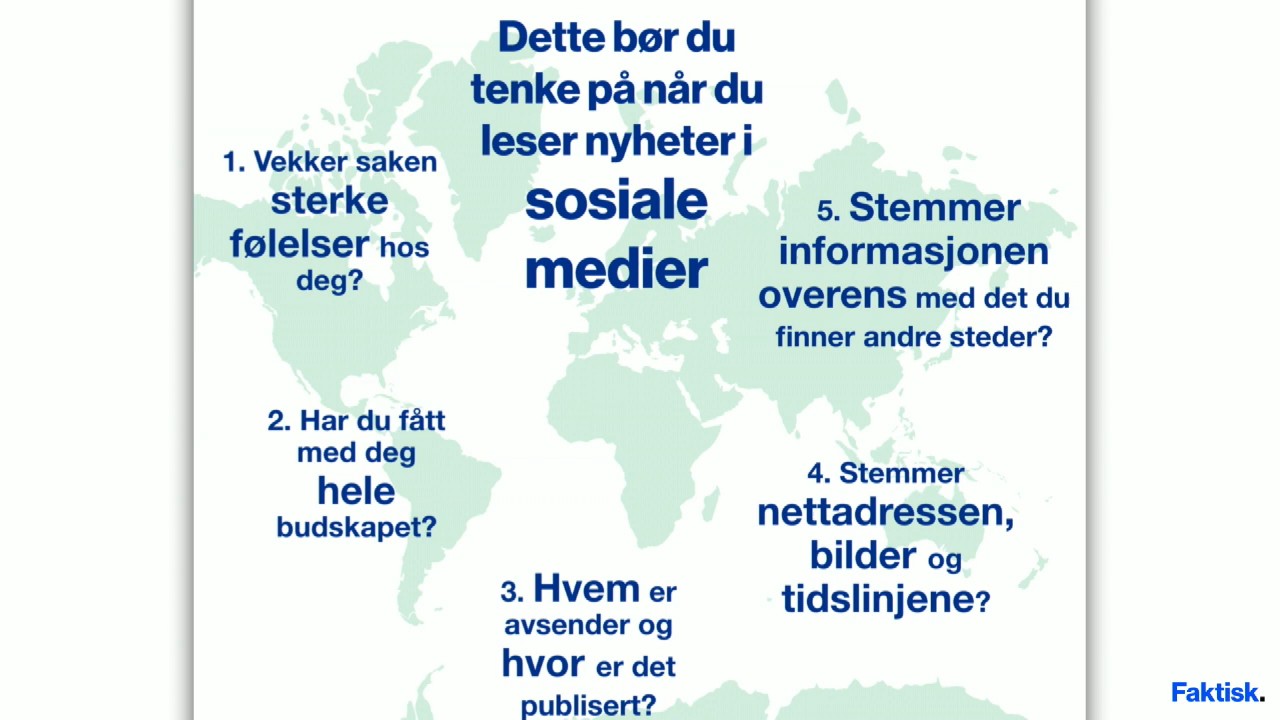 Dette bør du
tenke på når du
leser nyheter i
sosiale
medier
1. Vekker saken
sterke
følelser hos
deg?
2. Har du fått
med deg
hele
budskapet?
3. Hvem er
avsender og
hvor er det
publisert?
4. Stemmer
nettadressen,
bilder og
tidslinjene?
5. Stemmer
informasjonen
overens med det du
finner andre steder?
Faktisk.